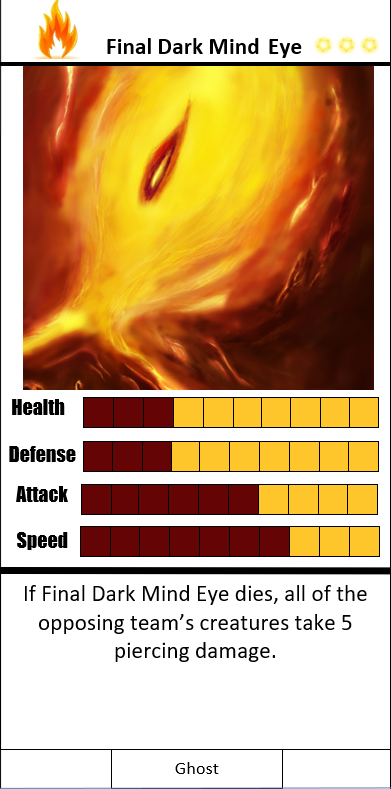 Final Dark Mind Eye
Health
Defense
Attack
Speed
If Final Dark Mind Eye dies, all of the
opposing team’s creatures take 5
piercing damage.
Ghost